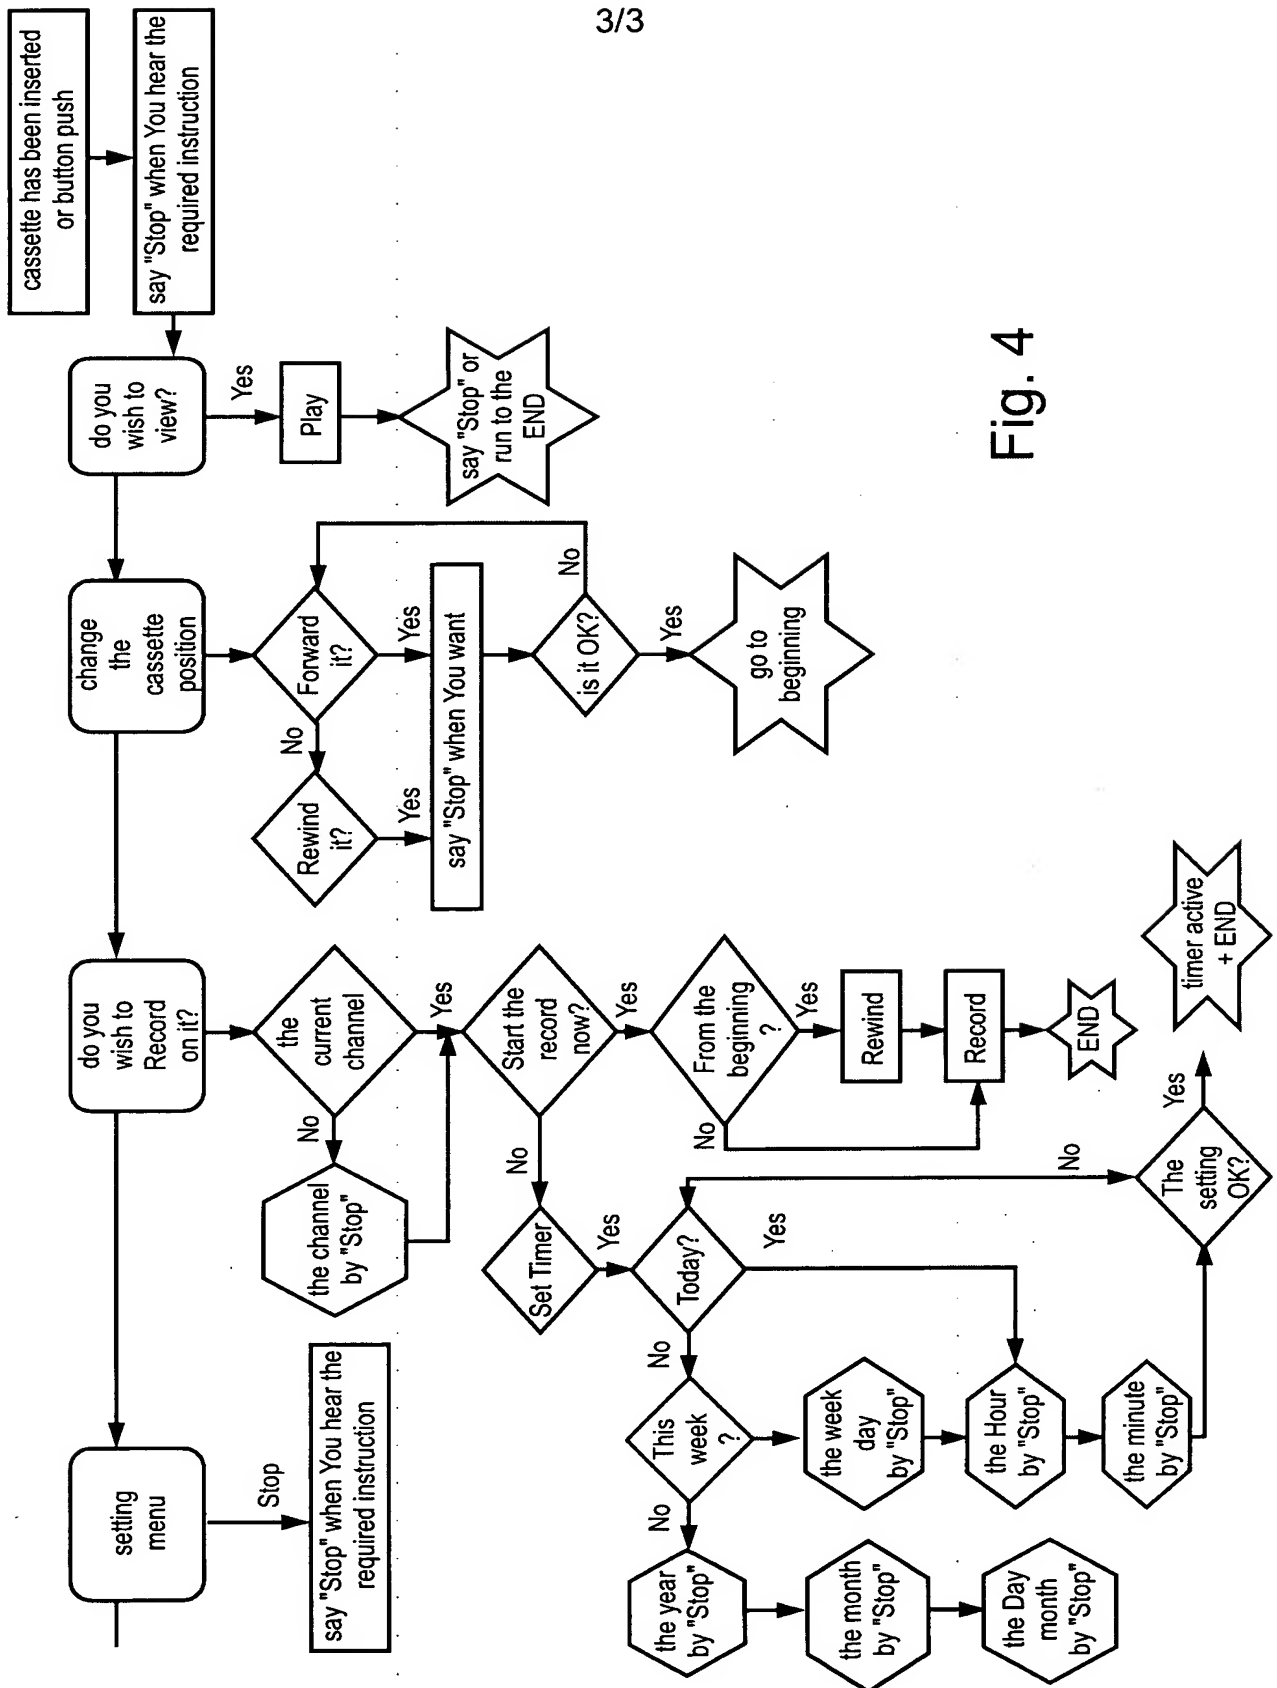 3/3
cassette has been inserted
or button push
say "Stop" when You hear the
required instruction
do you
wish to
view?
Yes
Play
say "Stop" or
run to the
END
change
the
cassette
position
Forward
it?
No
Yes
Rewind
it?
Yes
say "Stop" when You want
is it OK?
No
Yes
go to
beginning
do you
wish to
Record
on it?
the
current
channel
No
Yes
the channel
by "Stop"
Start the
record
now?
Yes
No
From the
beginning
?
Yes
No
Rewind
Record
END
Set Timer
Yes
Today?
Yes
No
This
week
?
No
the week
day
by "Stop"
the Hour
by "Stop"
the minute
by "Stop"
The
setting
OK?
No
Yes
timer active
+ END
the year
by "Stop"
the month
by "Stop"
the Day
month
by "Stop"
setting
menu
Stop
say "Stop" when You hear the
required instruction
Fig. 4